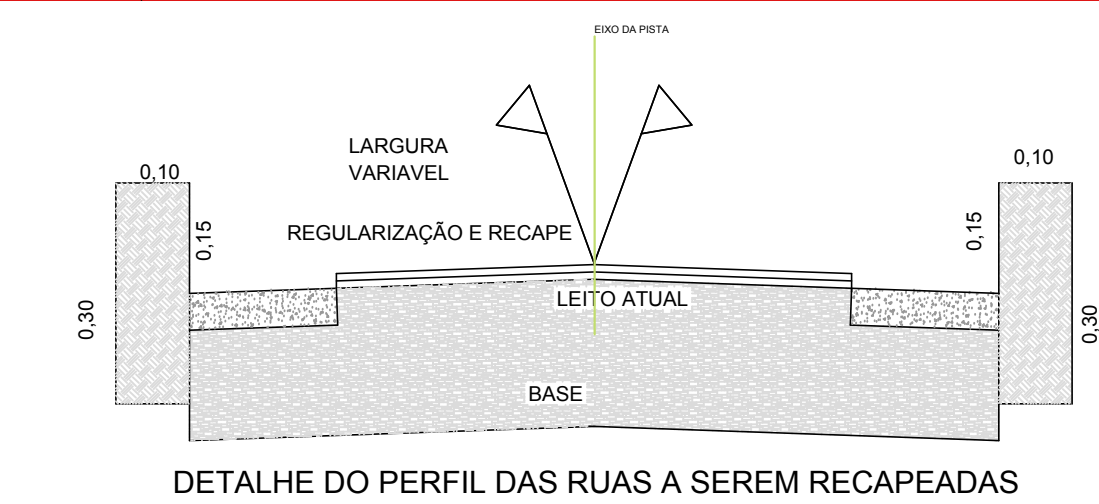 EIXO DA PISTA
LARGURA
VARIAVEL
0,10
0,10
REGULARIZAÇÃO E RECAPE
0,15
0,15
LEITO ATUAL
0,30
0,30
BASE
DETALHE DO PERFIL DAS RUAS A SEREM RECAPEADAS